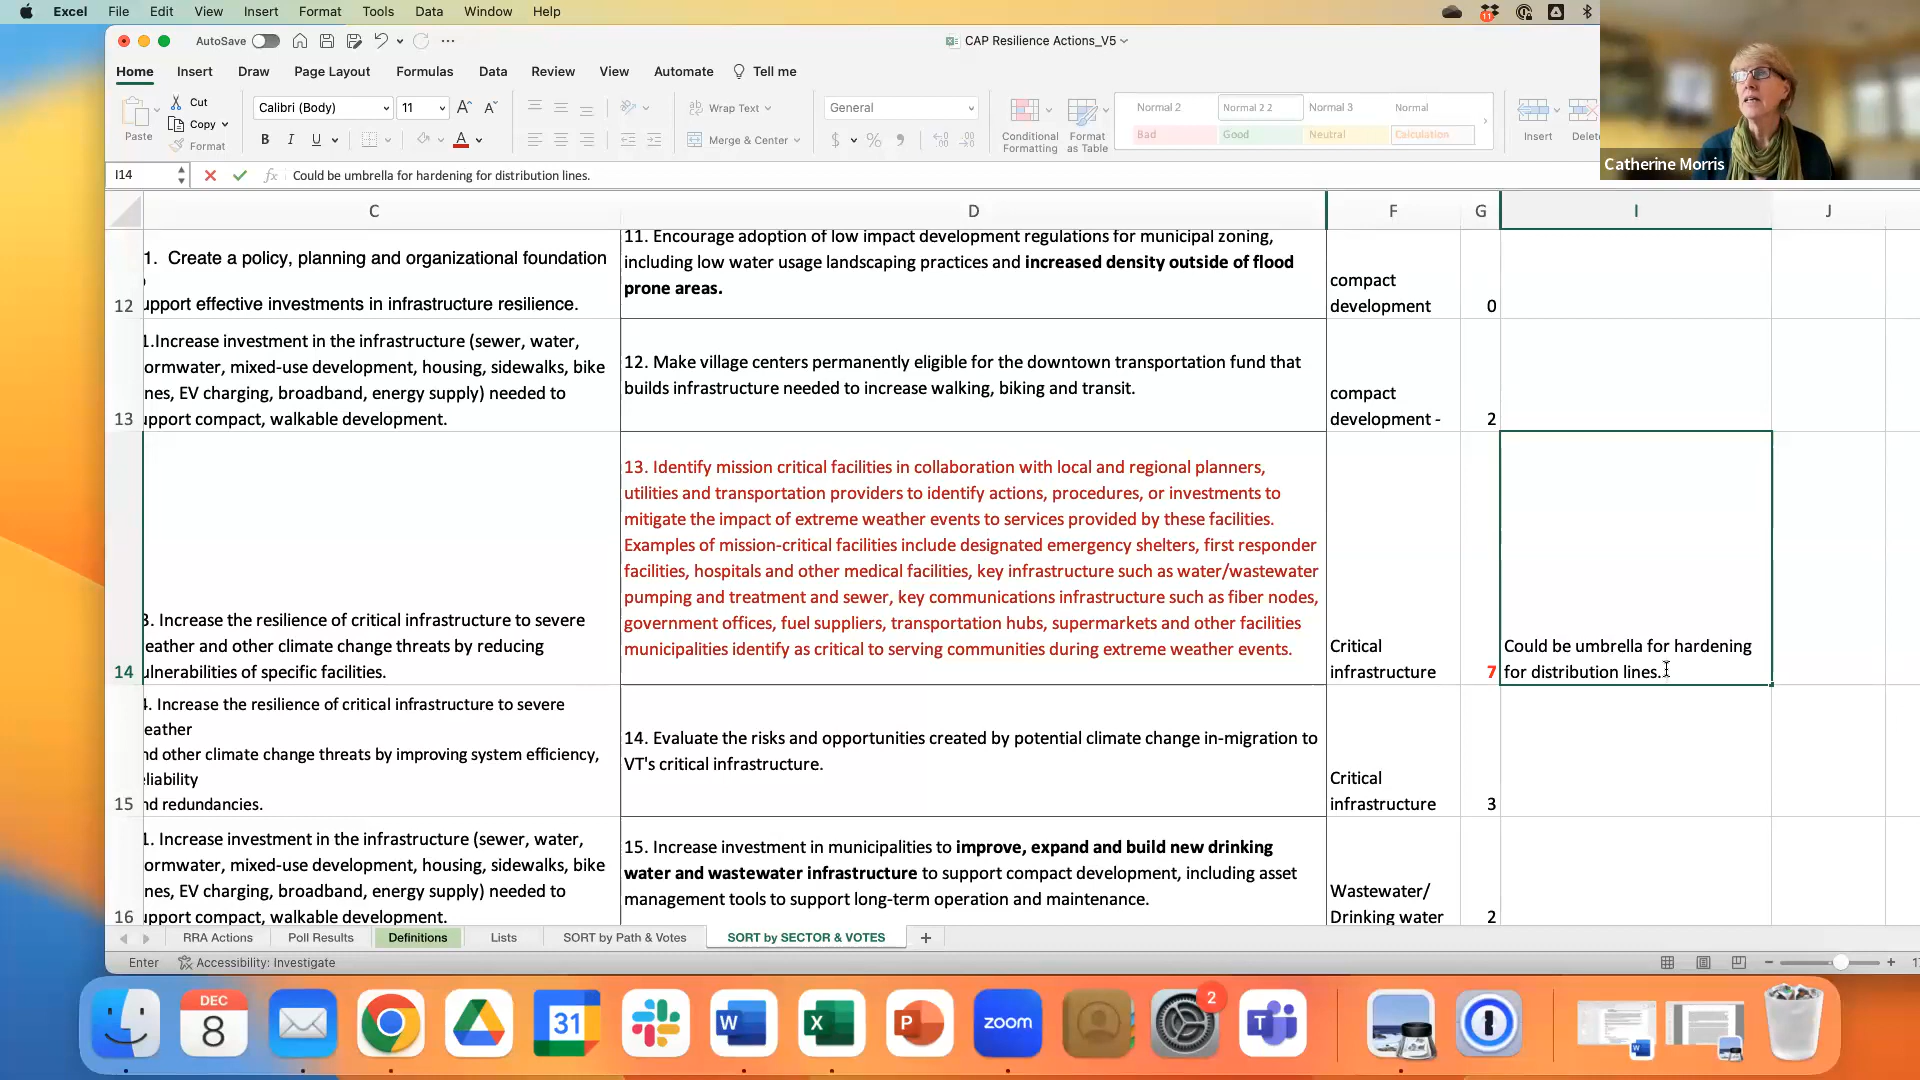 Excel File Edit View Insert Format Tools Data Window Help
11
AutoSave
CAP Resilience Actions_V5
Home Insert Draw Page Layout Formulas Data Review View Automate Tell me
Paste
Cut
Copy
Format
Calibri (Body) 11
B I U
Wrap Text
Merge & Center
General
$ %
Conditional Formatting
Format as Table
Normal 2 Normal 2 2 Normal 3 Normal
Bad Good Neutral Calculation
Insert
Delet
Catherine Morris
I14
fx Could be umbrella for hardening for distribution lines.
C D F G I J
12
1. Create a policy, planning and organizational foundation
upport effective investments in infrastructure resilience.
11. Encourage adoption of low impact development regulations for municipal zoning,
including low water usage landscaping practices and increased density outside of flood
prone areas.
compact
development
0
13
1.Increase investment in the infrastructure (sewer, water,
ormwater, mixed-use development, housing, sidewalks, bike
nes, EV charging, broadband, energy supply) needed to
upport compact, walkable development.
12. Make village centers permanently eligible for the downtown transportation fund that
builds infrastructure needed to increase walking, biking and transit.
compact
development -
2
14
3. Increase the resilience of critical infrastructure to severe
eather and other climate change threats by reducing
ulnerabilities of specific facilities.
13. Identify mission critical facilities in collaboration with local and regional planners,
utilities and transportation providers to identify actions, procedures, or investments to
mitigate the impact of extreme weather events to services provided by these facilities.
Examples of mission-critical facilities include designated emergency shelters, first responder
facilities, hospitals and other medical facilities, key infrastructure such as water/wastewater
pumping and treatment and sewer, key communications infrastructure such as fiber nodes,
government offices, fuel suppliers, transportation hubs, supermarkets and other facilities
municipalities identify as critical to serving communities during extreme weather events.
Critical
infrastructure
7
Could be umbrella for hardening
for distribution lines.
15
4. Increase the resilience of critical infrastructure to severe
eather
nd other climate change threats by improving system efficiency,
eliability
nd redundancies.
14. Evaluate the risks and opportunities created by potential climate change in-migration to
VT's critical infrastructure.
Critical
infrastructure
3
16
1. Increase investment in the infrastructure (sewer, water,
ormwater, mixed-use development, housing, sidewalks, bike
nes, EV charging, broadband, energy supply) needed to
upport compact, walkable development.
15. Increase investment in municipalities to improve, expand and build new drinking
water and wastewater infrastructure to support compact development, including asset
management tools to support long-term operation and maintenance.
Wastewater/
Drinking water
2
RRA Actions Poll Results Definitions Lists SORT by Path & Votes SORT by SECTOR & VOTES +
Enter Accessibility: Investigate
DEC
8
31
W
X
P
zoom
2
T